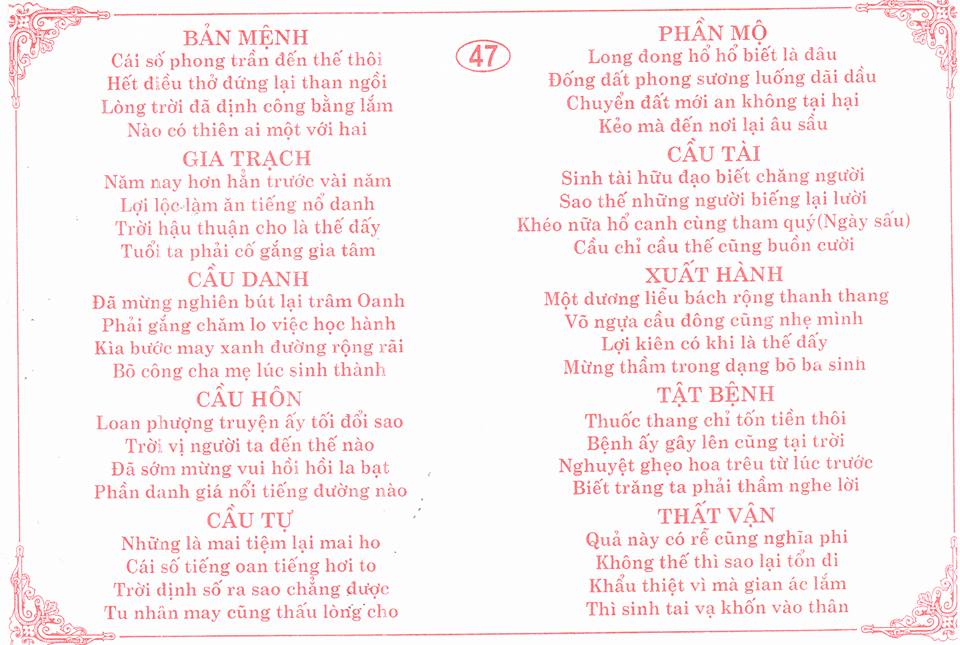 BẢN MỆNH
Cái số phong trần đến thế thôi
Hết điều thở đứng lại than ngồi
Lòng trời đã định công bằng lắm
Nào có thiên ai một với hai
GIA TRẠCH
Năm nay hơn hẳn trước vài năm
Lợi lộc làm ăn tiếng nổ danh
Trời hậu thuận cho là thế đấy
Tuổi ta phải cố gắng gia tâm
CẦU DANH
Đã mừng nghiên bút lại trâm Oanh
Phải gắng chăm lo việc học hành
Kìa bước may xanh đường rộng rãi
Bõ công cha mẹ lúc sinh thành
CẦU HÔN
Loan phượng truyện ấy tối đổi sao
Trời vị người ta đến thế nào
Đã sớm mừng vui hồi hồi la bạt
Phần danh giá nổi tiếng dường nào
CẦU TỰ
Những là mai tiệm lại mai ho
Cái số tiếng oan tiếng hơi to
Trời định số ra sao chẳng được
Tu nhân may cũng thấu lòng cho
47
PHẦN MỘ
Long đong hổ hổ biết là đâu
Đống đất phong sương luống dãi dầu
Chuyển đất mới an không tại hại
Kẻo mà đến nơi lại âu sầu
CẦU TÀI
Sinh tài hữu đạo biết chăng người
Sao thế những người biếng lại lười
Khéo nữa hổ canh cùng tham quý(Ngày sấu)
Cầu chỉ cầu thế cũng buồn cười
XUẤT HÀNH
Một dương liễu bách rộng thanh thang
Võ ngựa cầu đông cũng nhẹ mình
Lợi kiên có khi là thế đấy
Mừng thầm trong dạng bõ ba sinh
TẬT BỆNH
Thuốc thang chỉ tốn tiền thôi
Bệnh ấy gây lên cũng tại trời
Nghuyệt ghẹo hoa trêu từ lúc trước
Biết trăng ta phải thầm nghe lời
THẤT VẬN
Quả này có rễ cũng nghĩa phi
Không thế thì sao lại tổn đi
Khẩu thiệt vì mà gian ác lắm
Thì sinh tai vạ khốn vào thân